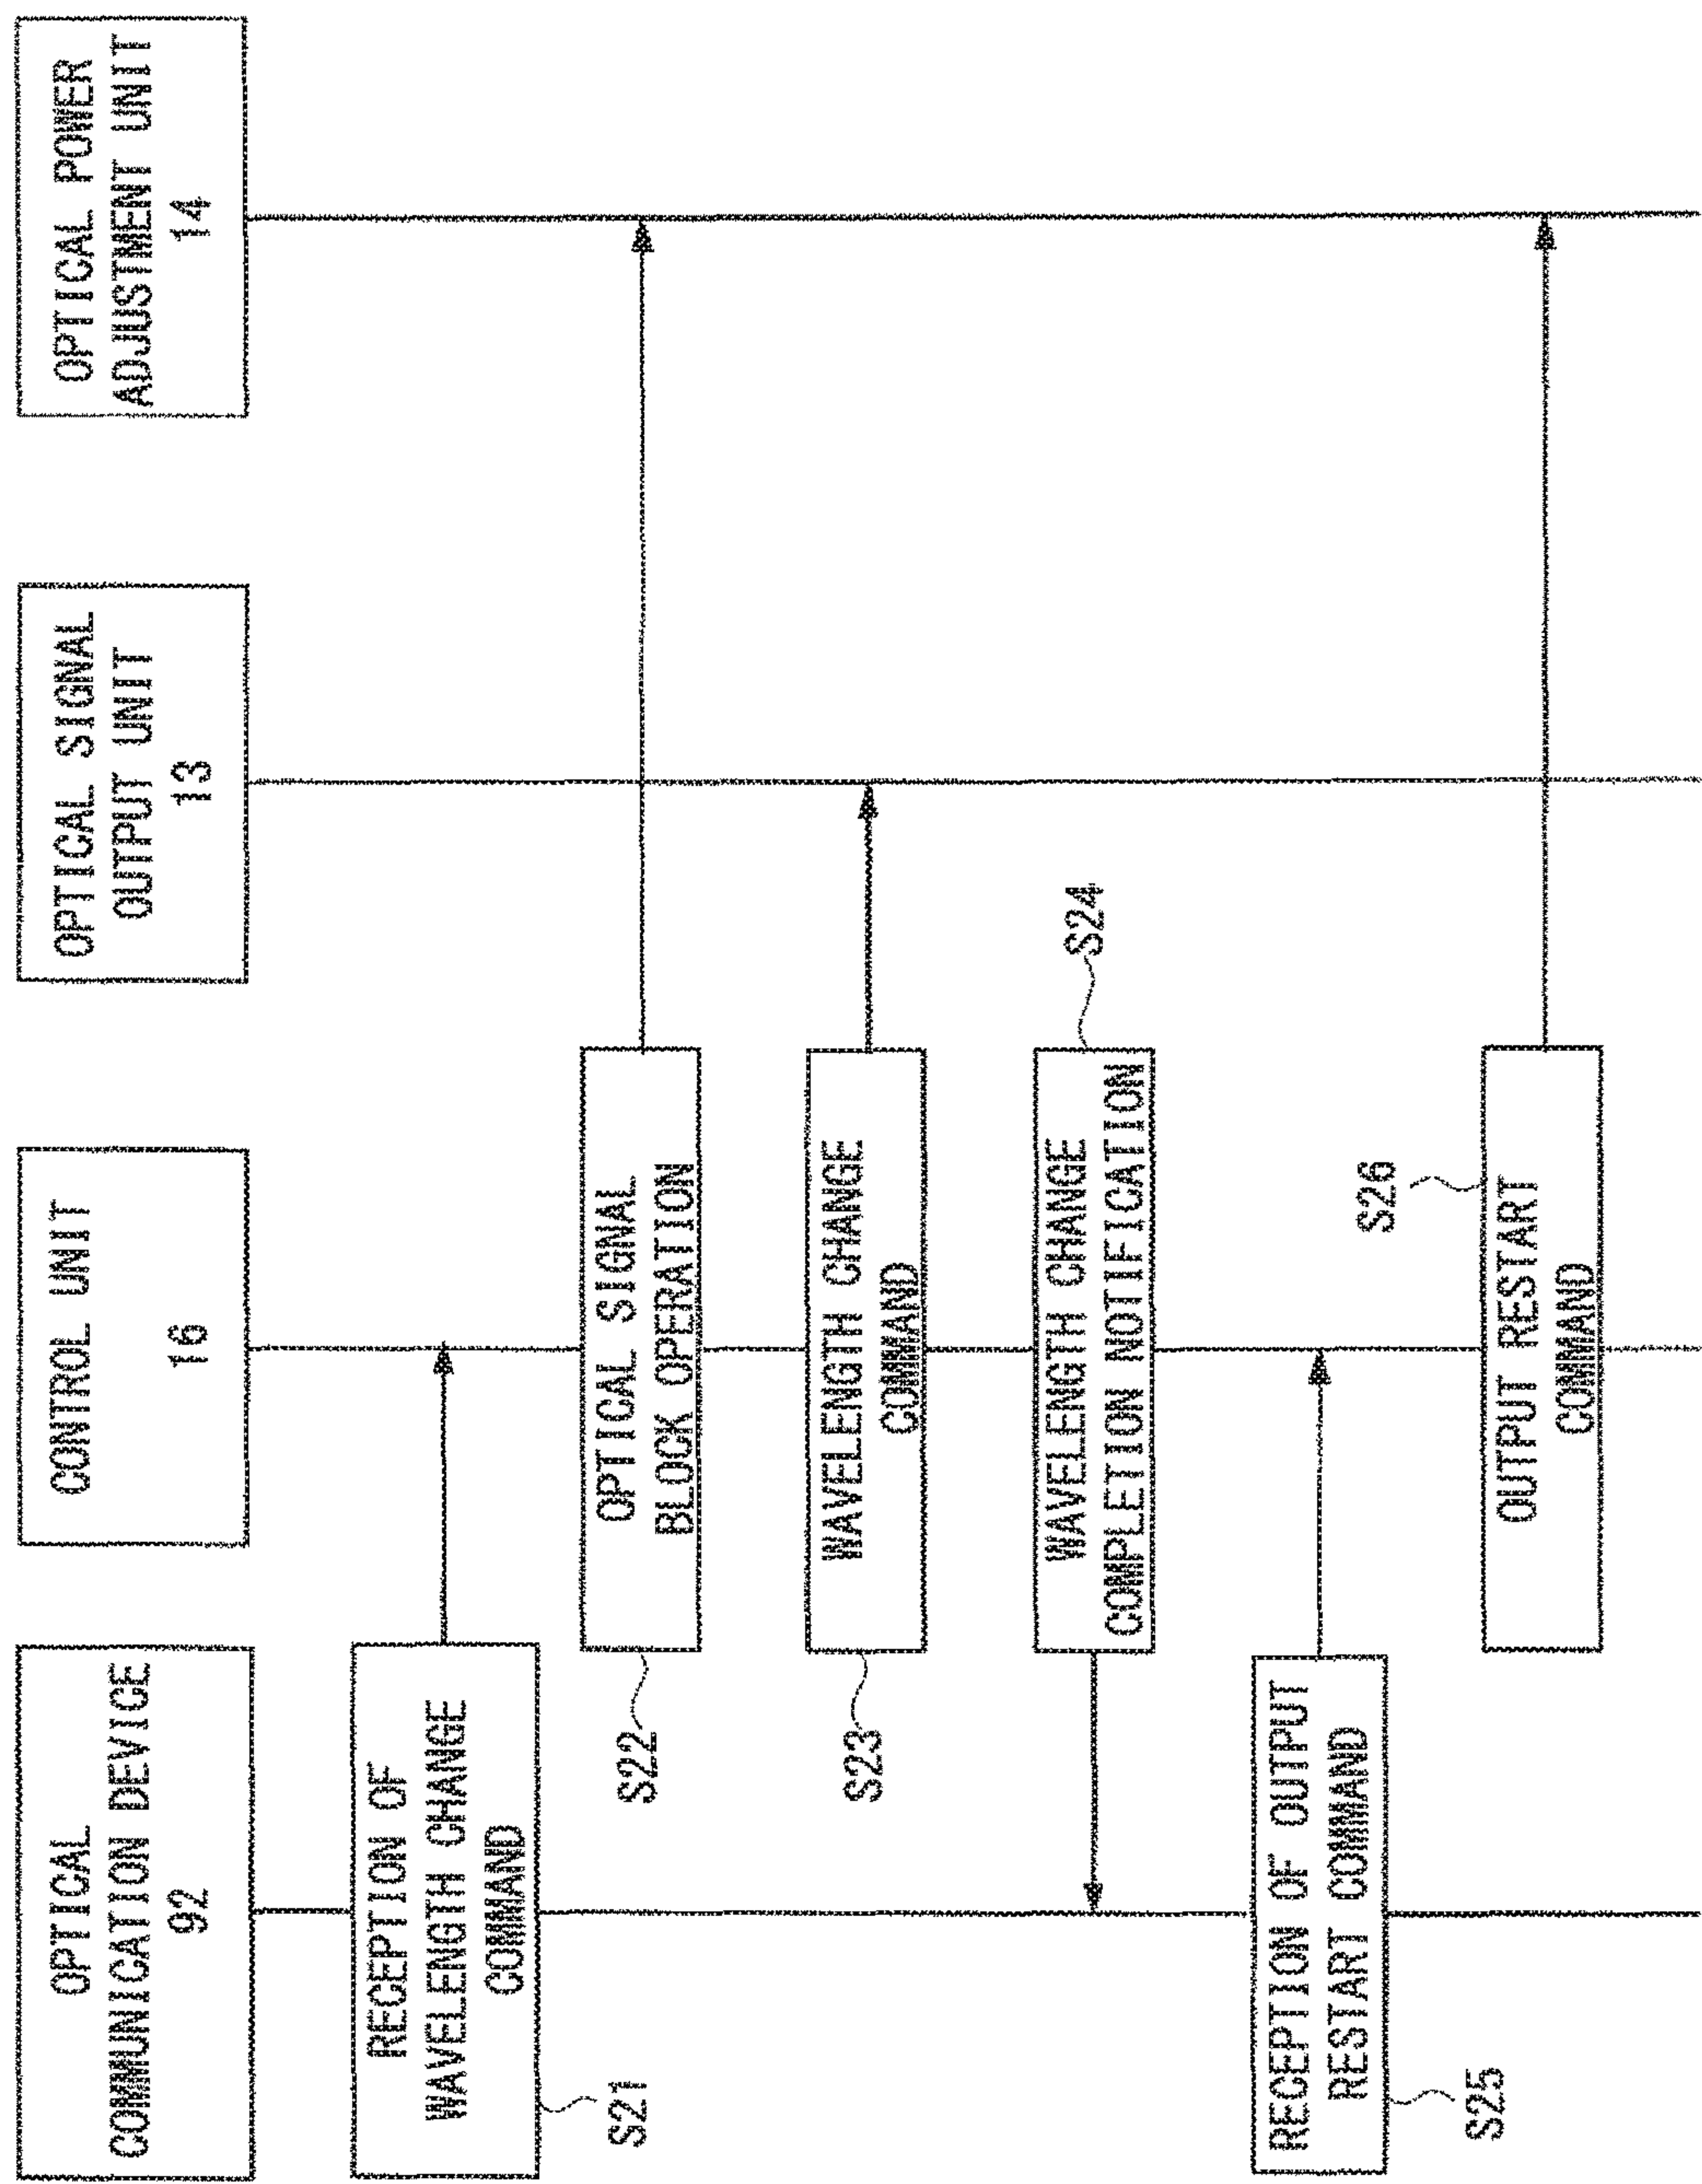 OPTICAL
COMMUNICATION DEVICE
92
CONTROL UNIT
16
OPTICAL SIGNAL
OUTPUT UNIT
13
OPTICAL POWER
ADJUSTMENT UNIT
14
RECEPTION OF
WAVELENGTH CHANGE
COMMAND
S21
OPTICAL SIGNAL
BLOCK OPERATION
S22
WAVELENGTH CHANGE
COMMAND
S23
WAVELENGTH CHANGE
COMPLETION NOTIFICATION
S24
RECEPTION OF OUTPUT
RESTART COMMAND
S25
OUTPUT RESTART
COMMAND
S26